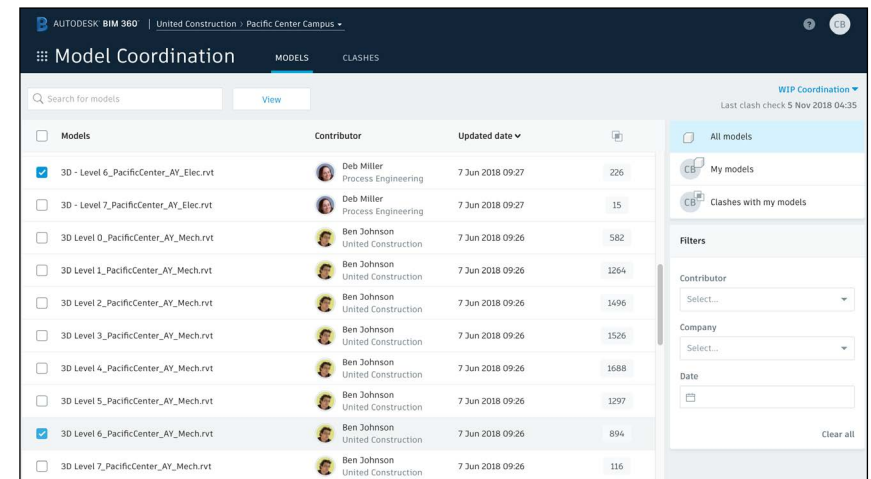 AUTODESK® BIM 360® | United Construction > Pacific Center Campus
? CB
Model Coordination MODELS CLASHES
Search for models View
WIP Coordination
Last clash check 5 Nov 2018 04:35
Models Contributor Updated date
3D - Level 6_PacificCenter_AY_Elec.rvt Deb Miller 7 Jun 2018 09:27 226
Process Engineering
3D - Level 7_PacificCenter_AY_Elec.rvt Deb Miller 7 Jun 2018 09:27 15
Process Engineering
3D Level 0_PacificCenter_AY_Mech.rvt Ben Johnson 7 Jun 2018 09:26 582
United Construction
3D Level 1_PacificCenter_AY_Mech.rvt Ben Johnson 7 Jun 2018 09:26 1264
United Construction
3D Level 2_PacificCenter_AY_Mech.rvt Ben Johnson 7 Jun 2018 09:26 1496
United Construction
3D Level 3_PacificCenter_AY_Mech.rvt Ben Johnson 7 Jun 2018 09:26 1526
United Construction
3D Level 4_PacificCenter_AY_Mech.rvt Ben Johnson 7 Jun 2018 09:26 1688
United Construction
3D Level 5_PacificCenter_AY_Mech.rvt Ben Johnson 7 Jun 2018 09:26 1297
United Construction
3D Level 6_PacificCenter_AY_Mech.rvt Ben Johnson 7 Jun 2018 09:26 894
United Construction
3D Level 7_PacificCenter_AY_Mech.rvt Ben Johnson 7 Jun 2018 09:26 116
United Construction
All models
CB My models
CB Clashes with my models
Filters
Contributor
Select...
Company
Select...
Date
Clear all